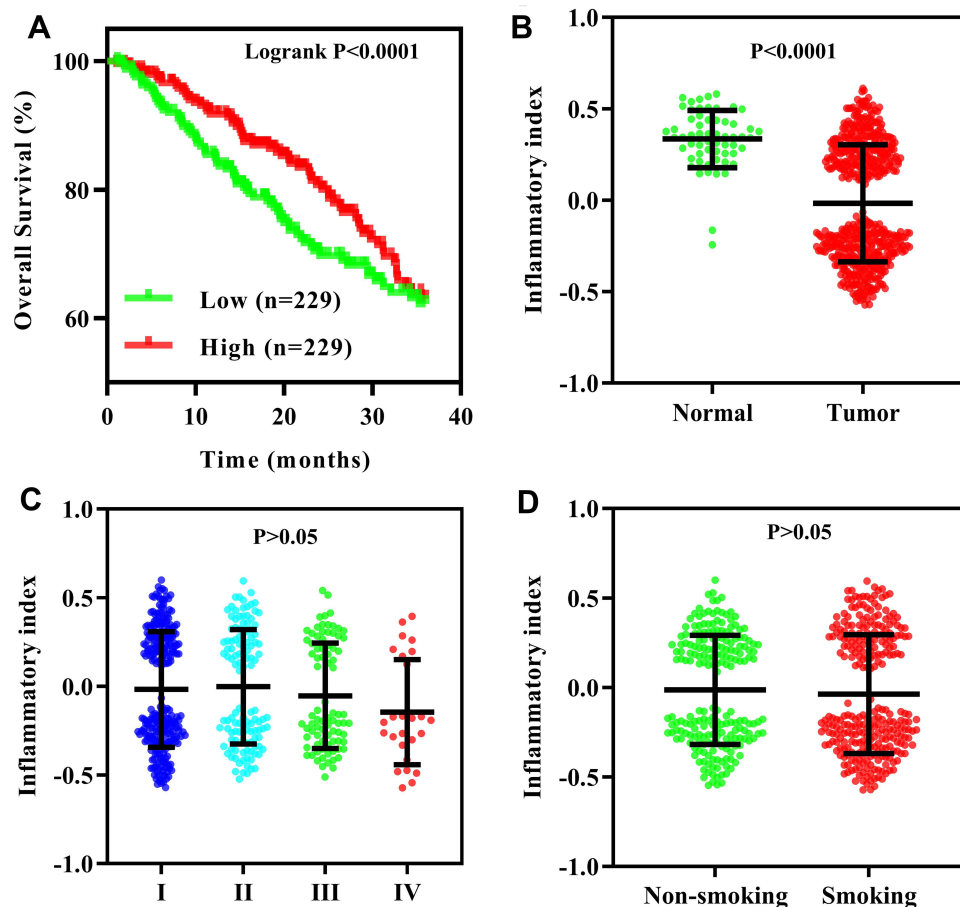 A
Logrank P<0.0001
Overall Survival (%)
100
80
60
Low (n=229)
High (n=229)
0 10 20 30 40
Time (months)
B
P<0.0001
Inflammatory index
1.0
0.5
0.0
-0.5
-1.0
Normal Tumor
C
P>0.05
Inflammatory index
1.0
0.5
0.0
-0.5
-1.0
I II III IV
D
P>0.05
Inflammatory index
1.0
0.5
0.0
-0.5
-1.0
Non-smoking Smoking